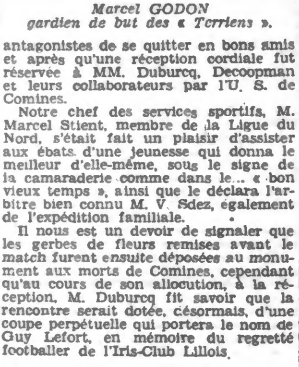 Marcel GODON
gardien de but des « Terriens ».
antagonistes de se quitter en bons amis
et après qu'une réception cordiale fut
réservée à MM. Duburcq, Decoopman
et leurs collaborateurs par l'U. S. de
Comines.
Notre chef des services sportifs, M.
Marcel Stient, membre de la Ligue du
Nord, s'était fait un plaisir d'assister
aux ébats d'une jeunesse qui donna le
meilleur d'elle-même, sous le signe de
la camaraderie comme dans le... « bon
vieux temps », ainsi que le déclara l'ar-
bitre bien connu M. V. Sdez, également
de l'expédition familiale.
Il nous est un devoir de signaler que
les gerbes de fleurs remises avant le
match furent ensuite déposées au monu-
ment aux morts de Comines, cependant
qu'au cours de son allocution, à la ré-
ception, M. Duburcq fit savoir que la
rencontre serait dotée, désormais, d'une
coupe perpétuelle qui portera le nom de
Guy Lefort, en mémoire du regretté
footballer de l'Iris-Club Lillois.